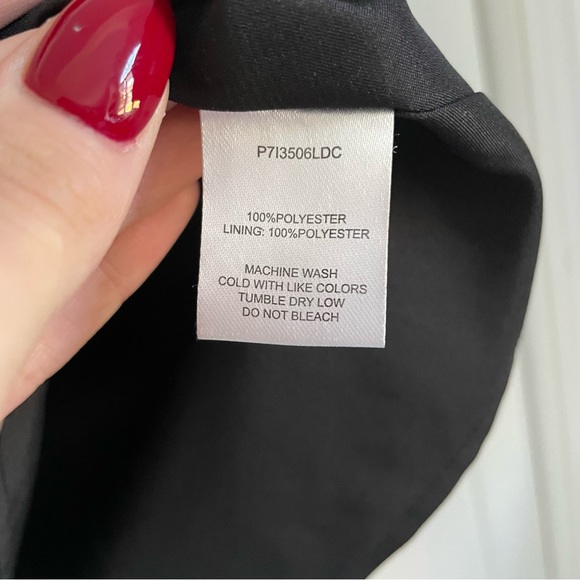 P7I3506LDC
100%POLYESTER
LINING: 100%POLYESTER
MACHINE WASH
COLD WITH LIKE COLORS
TUMBLE DRY LOW
DO NOT BLEACH